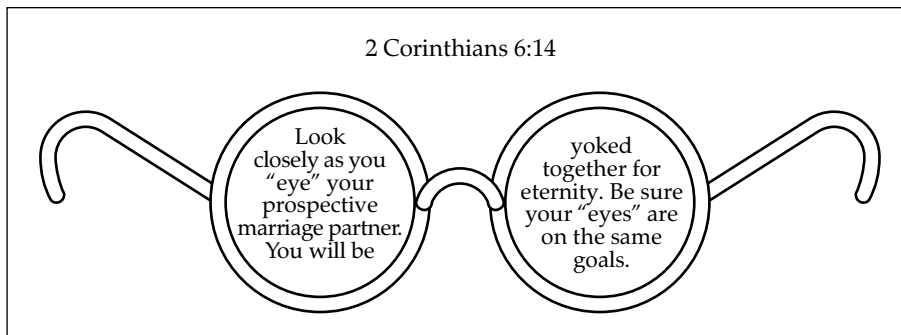 2 Corinthians 6:14
Look
closely as you
“eye” your
prospective
marriage partner.
You will be
yoked
together for
eternity. Be sure
your “eyes” are
on the same
goals.